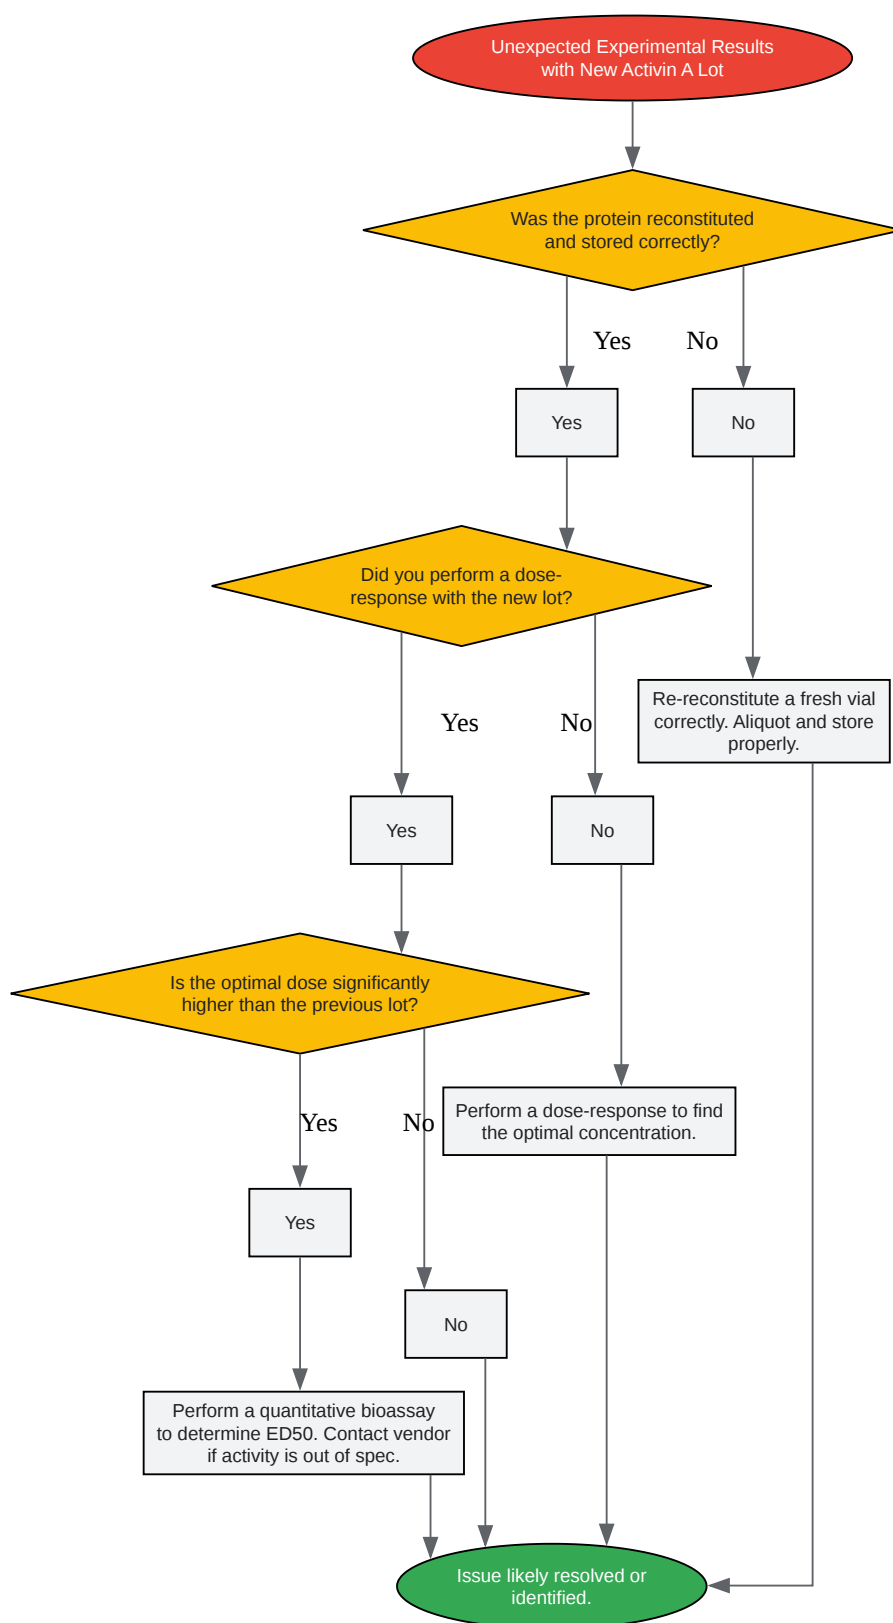 Unexpected Experimental Results
with New Activin A Lot
Was the protein reconstituted
and stored correctly?
Yes
No
Yes
No
Did you perform a dose-
response with the new lot?
Re-reconstitute a fresh vial
correctly. Aliquot and store
properly.
Yes
No
Yes
No
Is the optimal dose significantly
higher than the previous lot?
Perform a dose-response to find
the optimal concentration.
Yes
No
Yes
No
Perform a quantitative bioassay
to determine ED50. Contact vendor
if activity is out of spec.
Issue likely resolved or
identified.